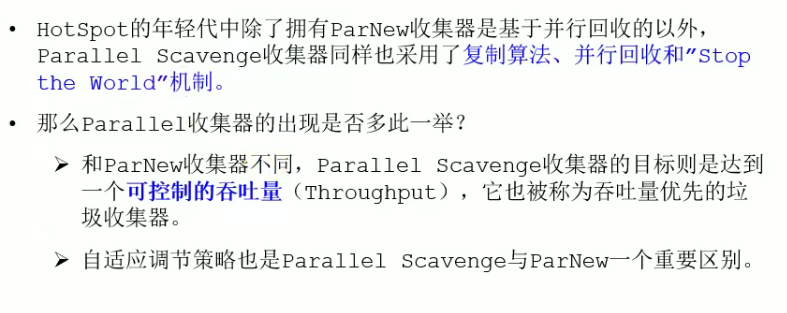 • HotSpot的年轻代中除了拥有ParNew收集器是基于并行回收的以外，
Parallel Scavenge收集器同样也采用了复制算法、并行回收和"Stop
the World"机制。
• 那么Parallel收集器的出现是否多此一举？
➢ 和ParNew收集器不同，Parallel Scavenge收集器的目标则是达到
一个可控制的吞吐量（Throughput），它也被称为吞吐量优先的垃
圾收集器。
➢ 自适应调节策略也是Parallel Scavenge与ParNew一个重要区别。